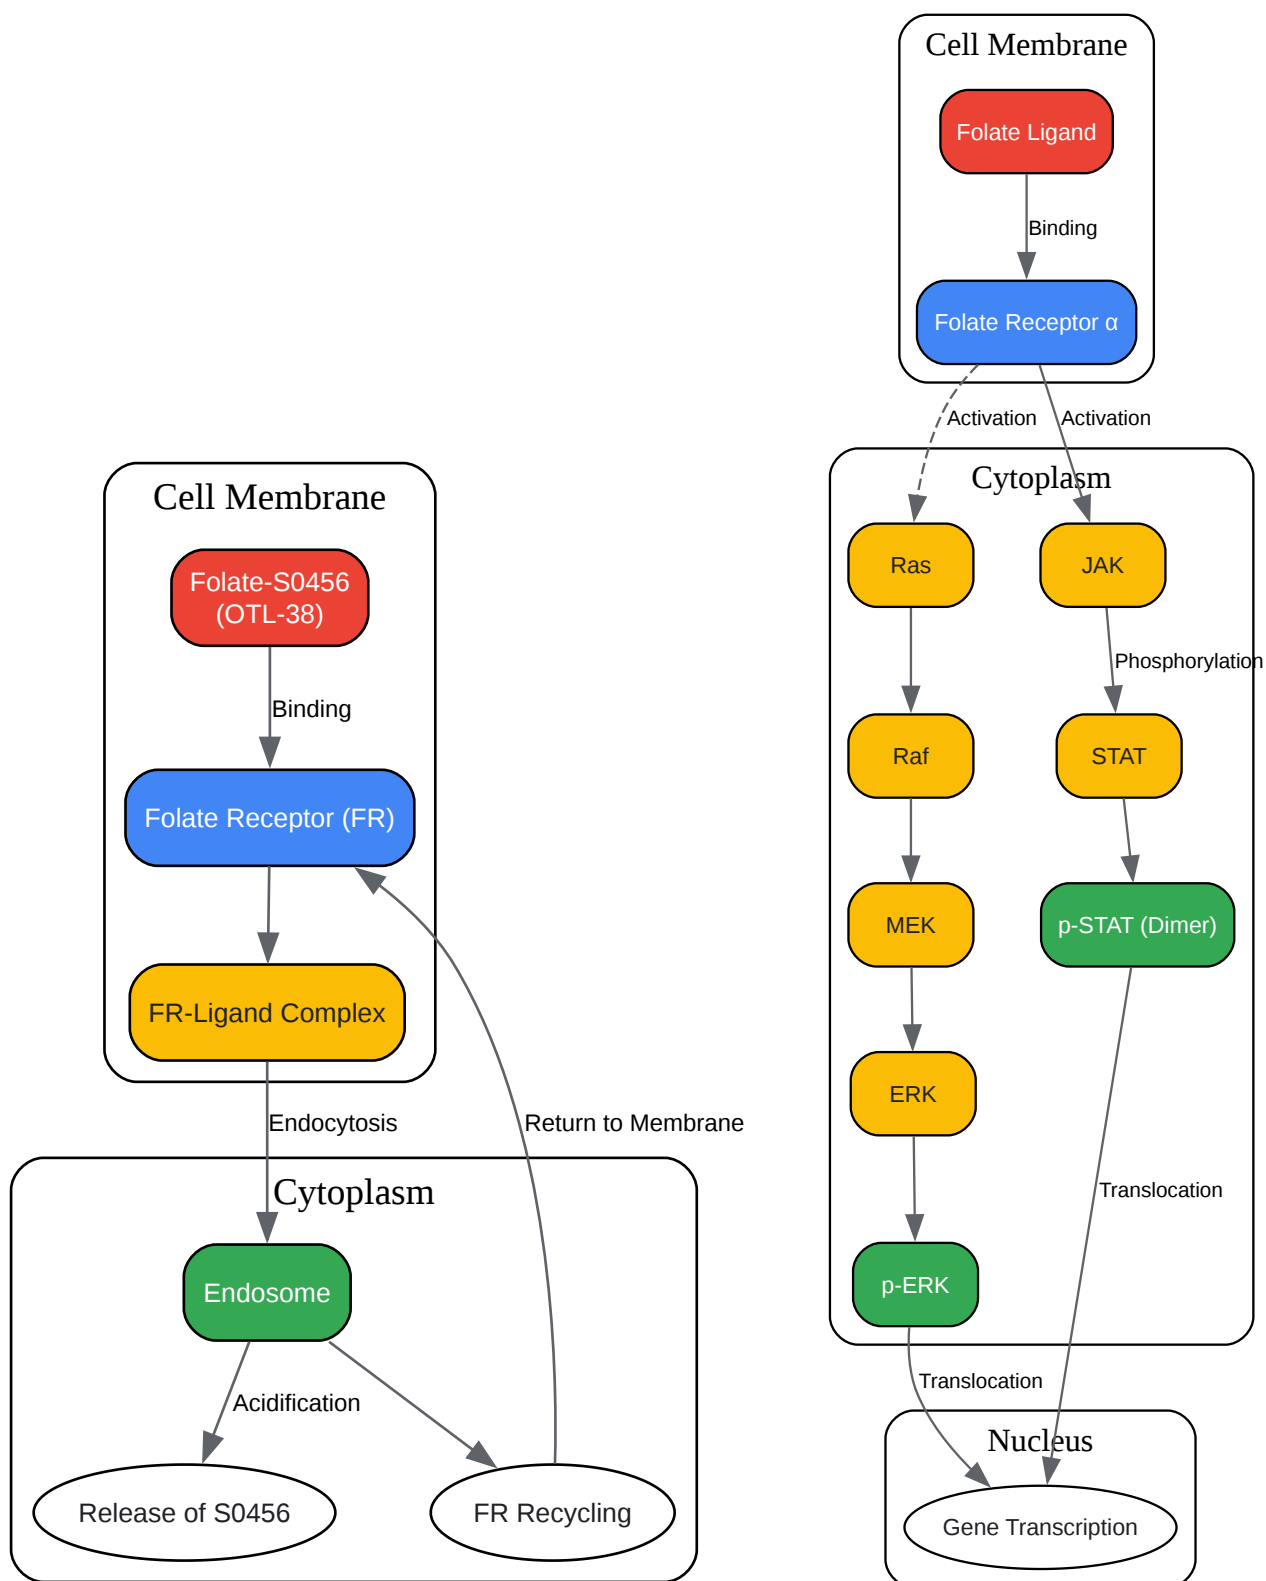 Cell Membrane
Folate-S0456
(OTL-38)
Binding
Folate Receptor (FR)
FR-Ligand Complex
Endocytosis
Return to Membrane
Cytoplasm
Endosome
Acidification
Release of S0456
FR Recycling
Cell Membrane
Folate Ligand
Binding
Folate Receptor α
Activation
Activation
Cytoplasm
Ras
JAK
Phosphorylation
Raf
STAT
MEK
p-STAT (Dimer)
ERK
Translocation
p-ERK
Translocation
Nucleus
Gene Transcription